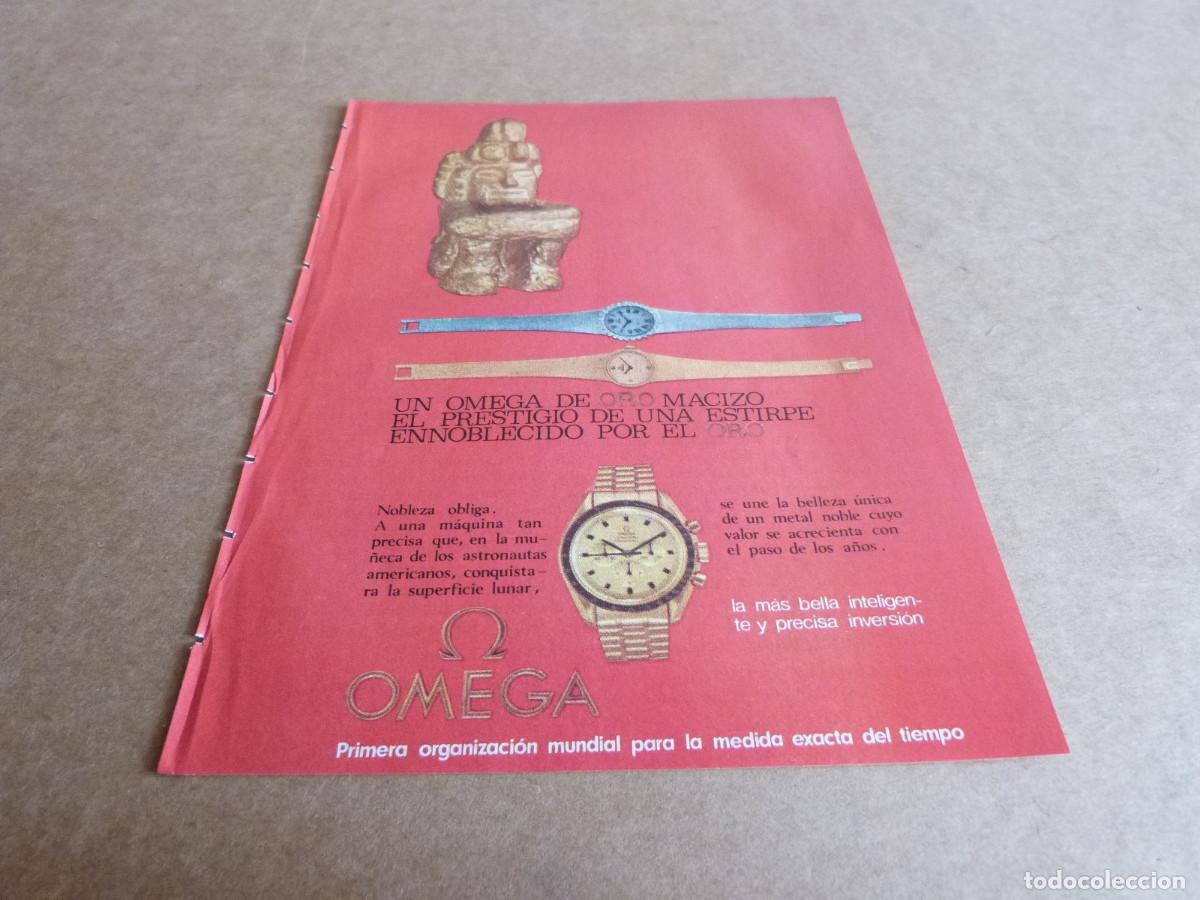 UN OMEGA DE ORO MACIZO
EL PRESTIGIO DE UNA ESTIRPE
ENNOBLECIDO POR EL ORO
Nobleza obliga.
A una máquina tan
precisa que, en la mu-
ñeca de los astronautas
americanos, conquista-
ra la superficie lunar,
se une la belleza única
de un metal noble cuyo
valor se acrecienta con
el paso de los años.
la más bella inteligen-
te y precisa inversión
Ω
OMEGA
Primera organización mundial para la medida exacta del tiempo
todocoleccion